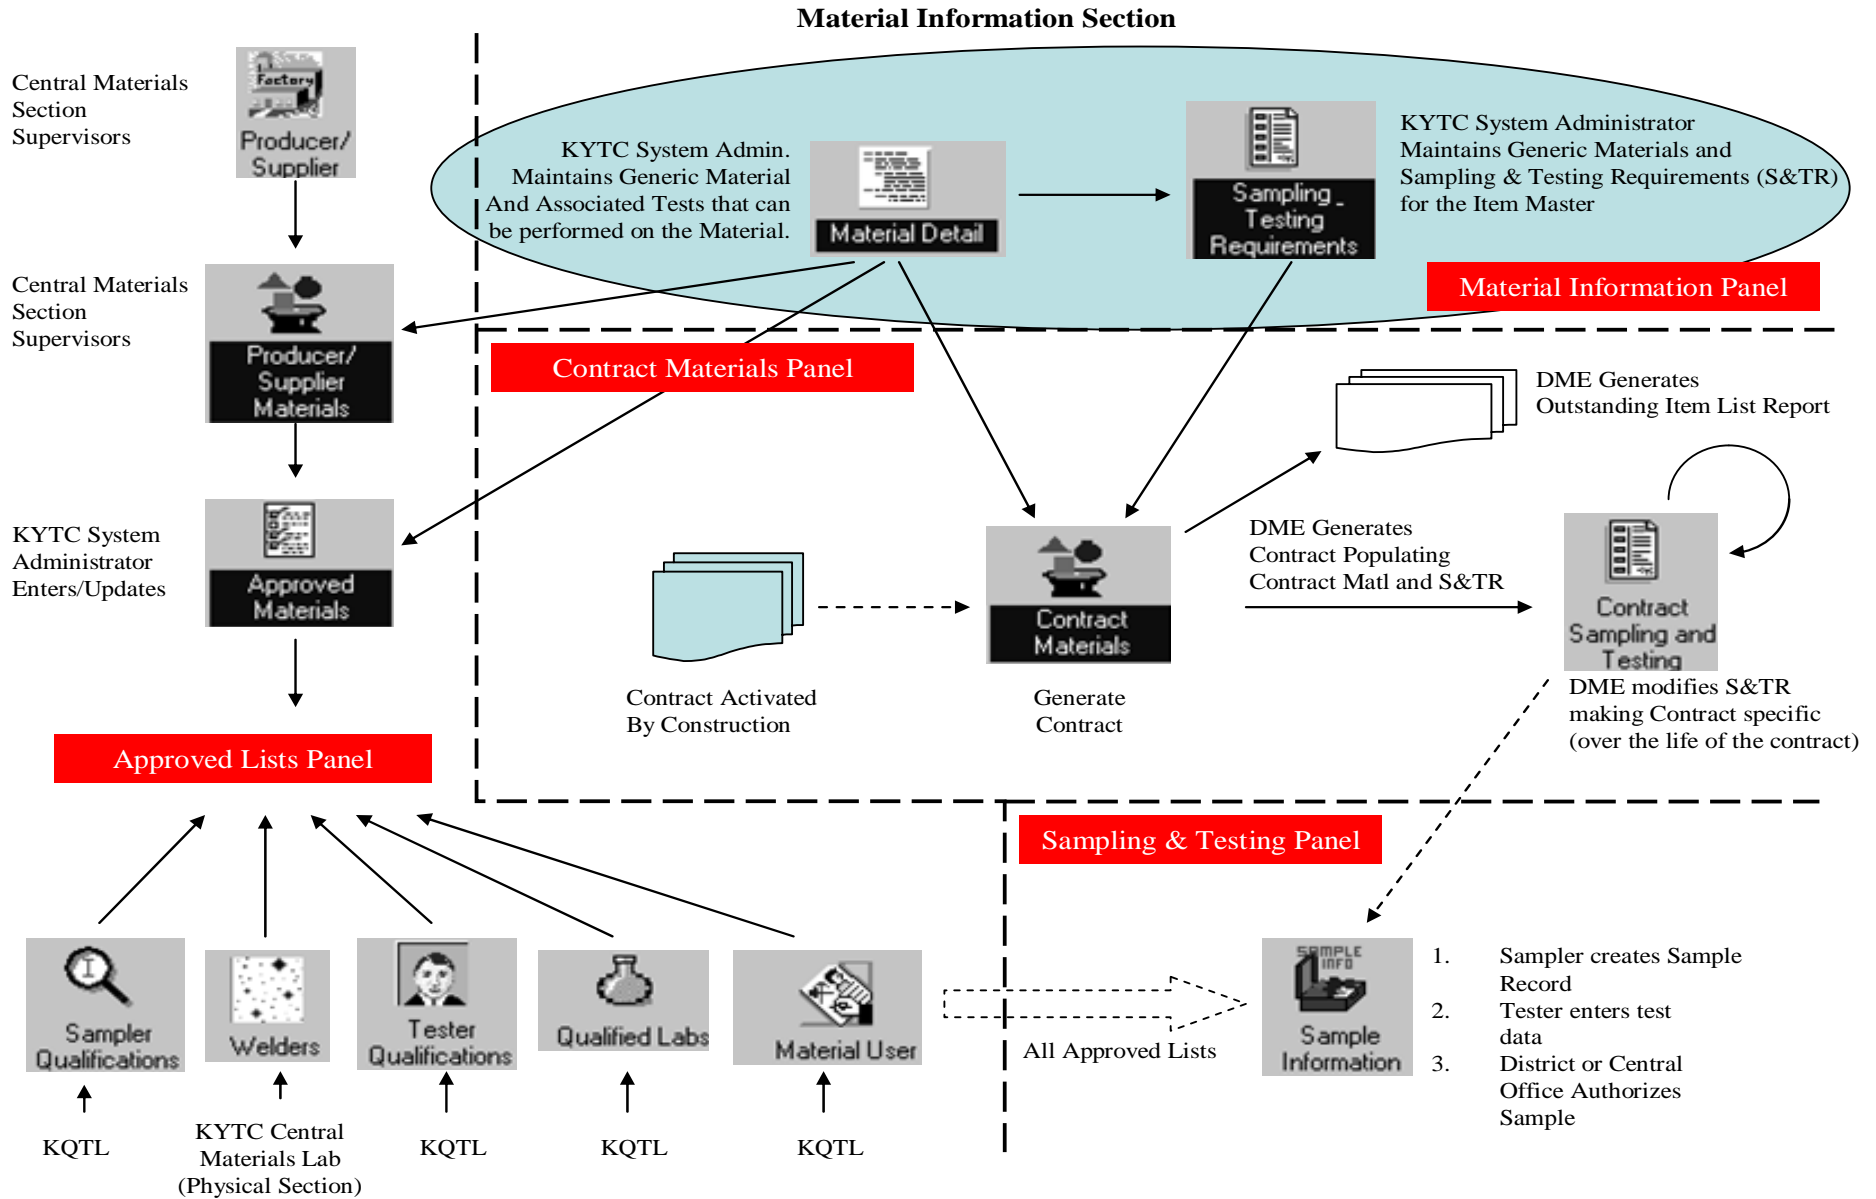 Material Information Section
Central Materials
Section
Supervisors
Factory
Producer/
Supplier
KYTC System Admin.
Maintains Generic Material
And Associated Tests that can
be performed on the Material.
Material Detail
Sampling_
Testing
Requirements
KYTC System Administrator
Maintains Generic Materials and
Sampling & Testing Requirements (S&TR)
for the Item Master
Material Information Panel
Central Materials
Section
Supervisors
Producer/
Supplier
Materials
Contract Materials Panel
DME Generates
Outstanding Item List Report
KYTC System
Administrator
Enters/Updates
Approved
Materials
Contract Activated
By Construction
Contract
Materials
Generate
Contract
DME Generates
Contract Populating
Contract Matl and S&TR
Contract
Sampling and
Testing
DME modifies S&TR
making Contract specific
(over the life of the contract)
Approved Lists Panel
Sampling & Testing Panel
Sampler
Qualifications
Welders
Tester
Qualifications
Qualified Labs
Material User
All Approved Lists
SAMPLE
INFO
Sample
Information
1. Sampler creates Sample
Record
2. Tester enters test
data
3. District or Central
Office Authorizes
Sample
KQTL
KYTC Central
Materials Lab
(Physical Section)
KQTL
KQTL
KQTL